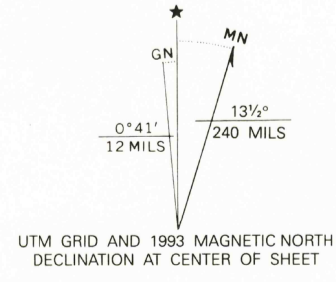 ★
MN
GN
0°41'
12 MILS
13½°
240 MILS
UTM GRID AND 1993 MAGNETIC NORTH
DECLINATION AT CENTER OF SHEET